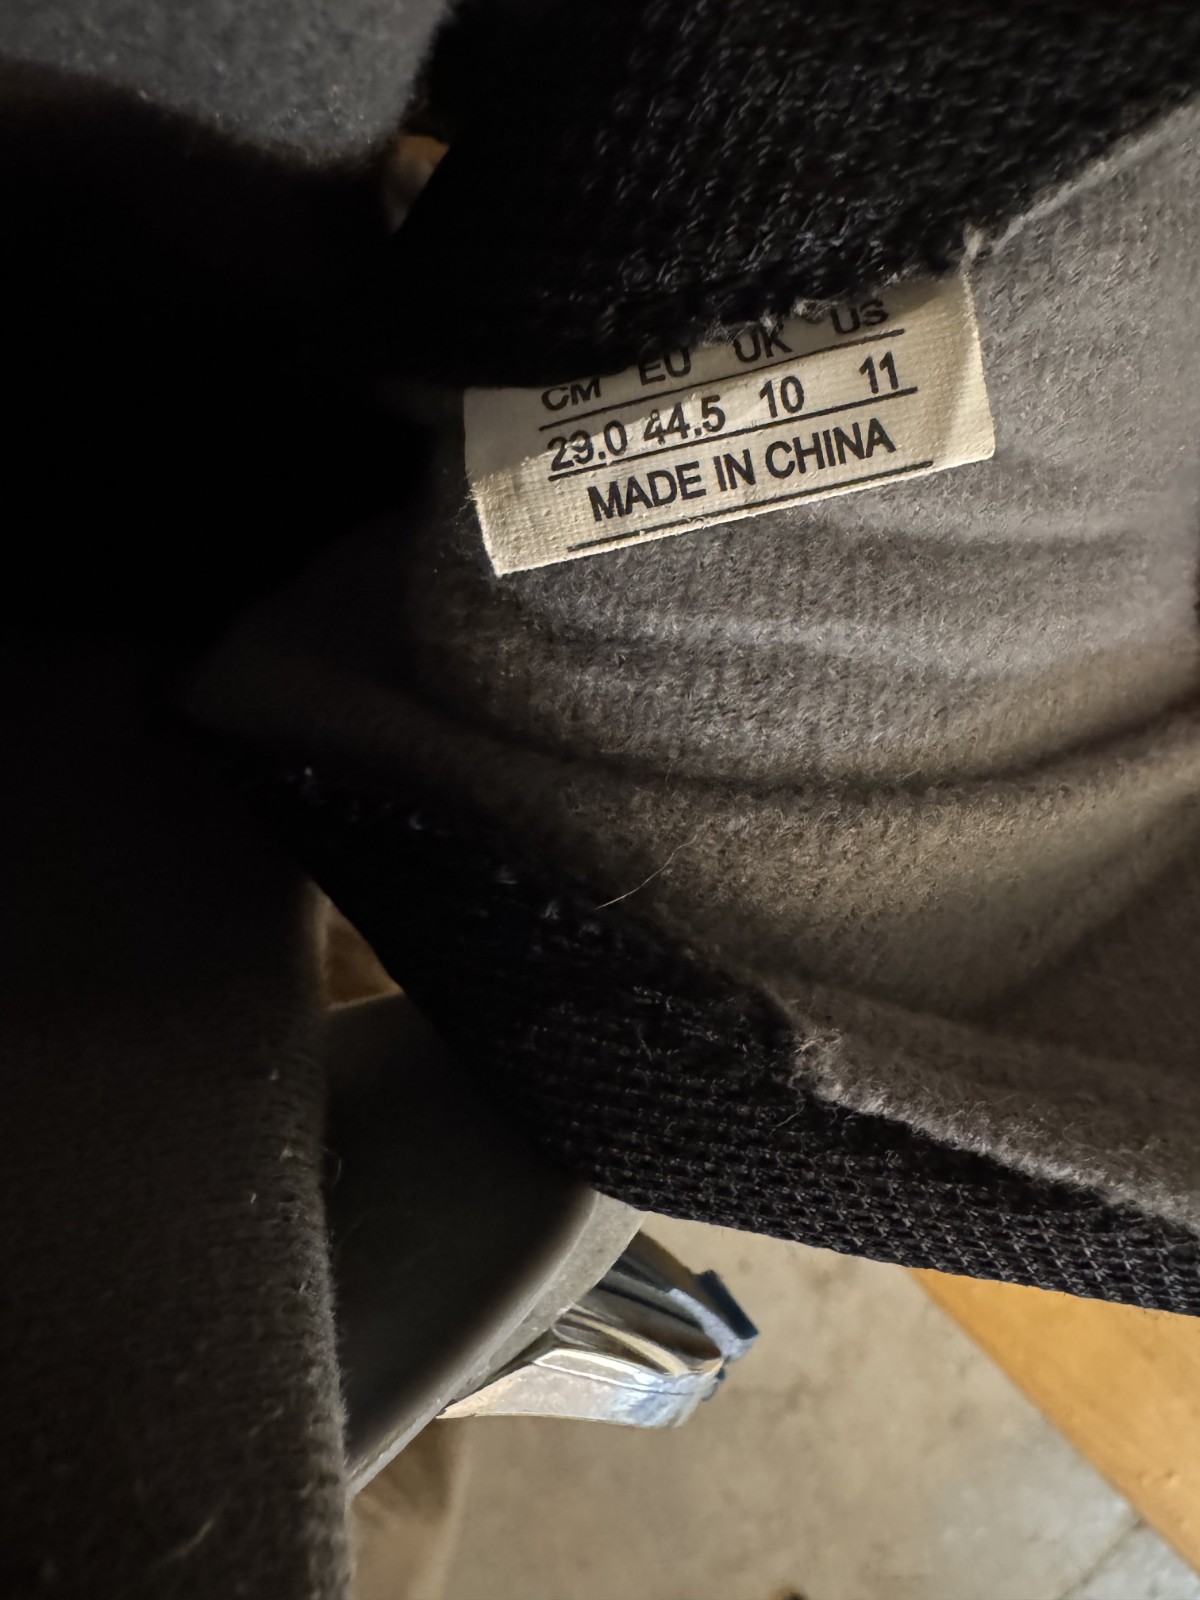 CM EU UK US
29.0 44.5 10 11
MADE IN CHINA